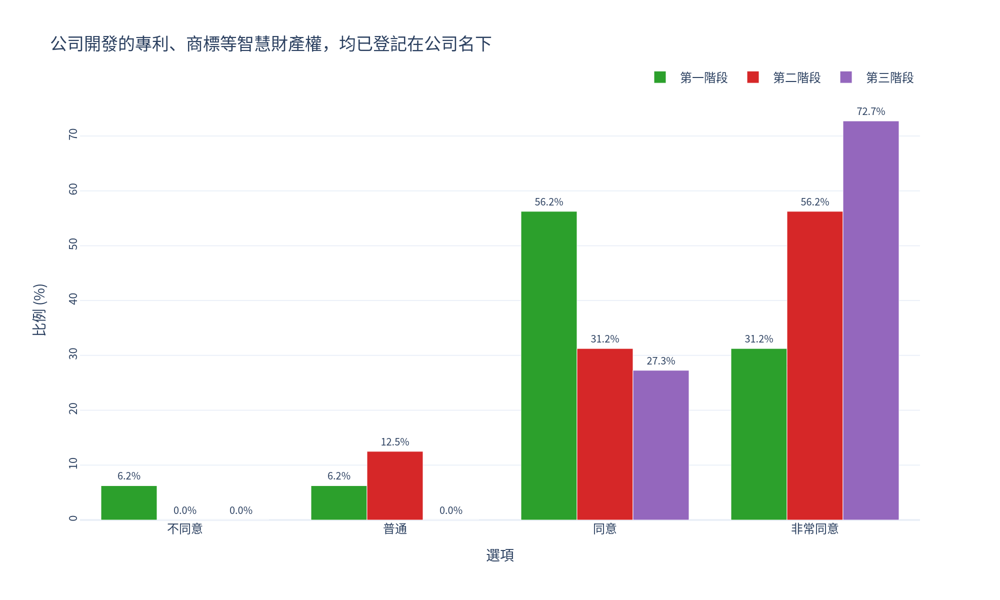 公司開發的專利、商標等智慧財產權，均已登記在公司名下
第一階段 第二階段 第三階段
72.7%
70
60
56.2% 56.2%
50
比例 (%)
40
31.2% 31.2%
30
27.3%
20
12.5%
10
6.2% 6.2%
0.0% 0.0% 0.0%
0
不同意 普通 同意 非常同意
選項